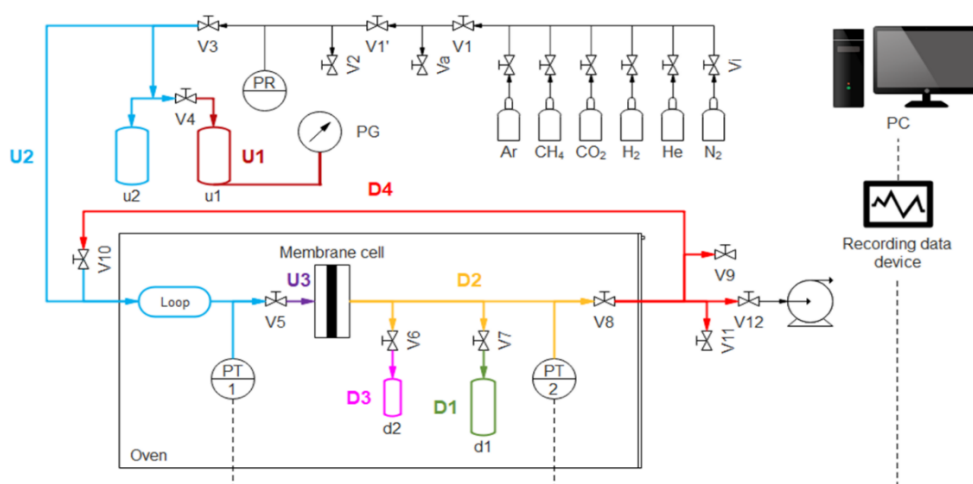 V3
V2
V1'
Va
V1
Vi
PR
V4
PG
PC
U2
U1
u2
u1
Ar
CH₄
CO₂
H₂
He
N₂
D4
Recording data
device
V10
Membrane cell
U3
D2
V9
Loop
V5
V6
V7
V8
V11
V12
PT
1
PT
2
D3
D1
d2
d1
Oven